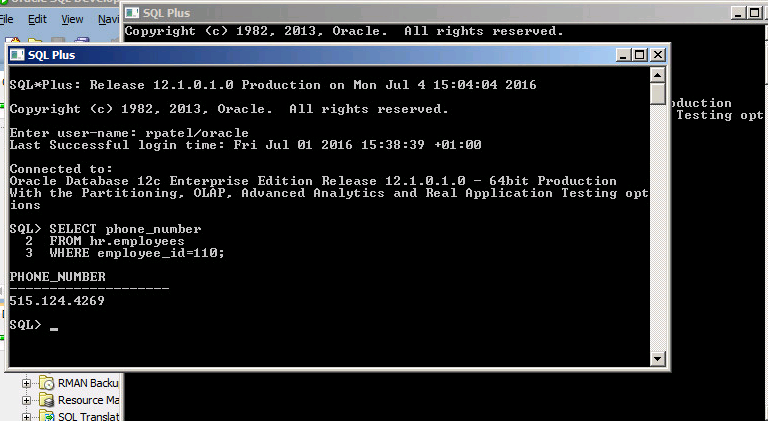 Oracle SQL Develop
File Edit View Navi
SQL Plus
Copyright (c) 1982, 2013, Oracle.  All rights reserved.
SQL Plus
SQL*Plus: Release 12.1.0.1.0 Production on Mon Jul 4 15:04:04 2016
Copyright (c) 1982, 2013, Oracle.  All rights reserved.
Enter user-name: rpatel/oracle
Last Successful login time: Fri Jul 01 2016 15:38:39 +01:00
Connected to:
Oracle Database 12c Enterprise Edition Release 12.1.0.1.0 - 64bit Production
With the Partitioning, OLAP, Advanced Analytics and Real Application Testing opt
ions
oduction
Testing opt
SQL> SELECT phone_number
  2  FROM hr.employees
  3  WHERE employee_id=110;
PHONE_NUMBER
--------------------
515.124.4269
SQL> _
RMAN Backu
Resource Ma
SQL Translat